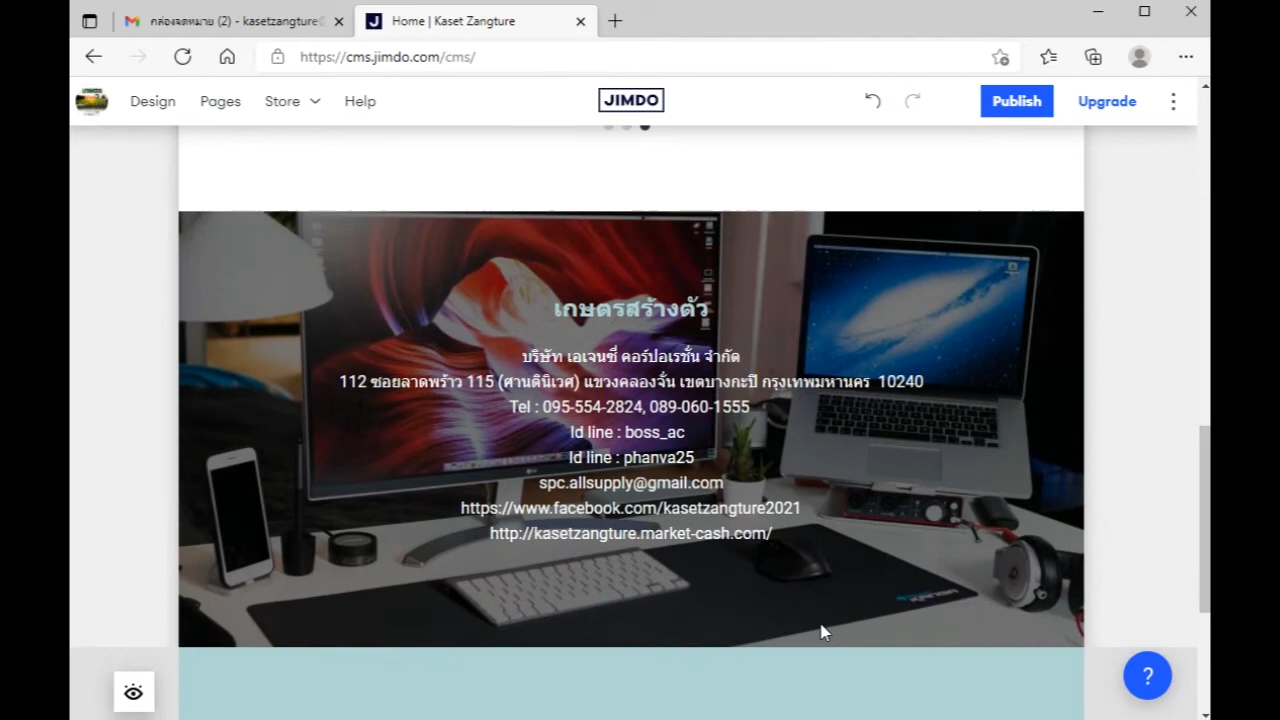 กล่องจดหมาย (2) - kasetzangture
Home | Kaset Zangture
https://cms.jimdo.com/cms/
Design Pages Store Help
JIMDO
Publish Upgrade
เกษตรสร้างตัว
บริษัท เอเจนซี่ คอร์ปอเรชั่น จำกัด
112 ซอยลาดพร้าว 115 (ศานตินิเวศ) แขวงคลองจั่น เขตบางกะปิ กรุงเทพมหานคร 10240
Tel : 095-554-2824, 089-060-1555
Id line : boss_ac
Id line : phanva25
spc.allsupply@gmail.com
https://www.facebook.com/kasetzangture2021
http://kasetzangture.market-cash.com/
?